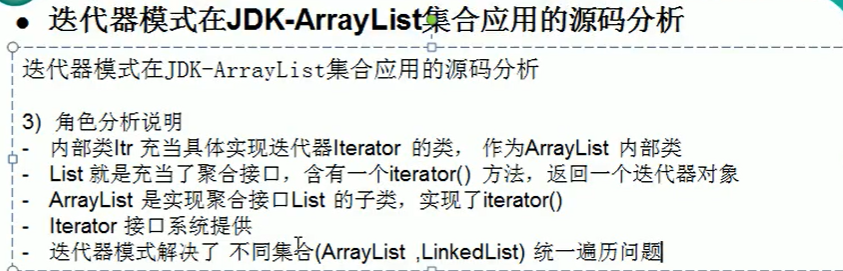 ● 迭代器模式在JDK-ArrayList集合应用的源码分析
迭代器模式在JDK-ArrayList集合应用的源码分析
3) 角色分析说明
- 内部类Itr 充当具体实现迭代器Iterator 的类， 作为ArrayList 内部类
- List 就是充当了聚合接口，含有一个iterator() 方法，返回一个迭代器对象
- ArrayList 是实现聚合接口List 的子类，实现了iterator()
- Iterator 接口系统提供
- 迭代器模式解决了 不同集合(ArrayList ,LinkedList) 统一遍历问题